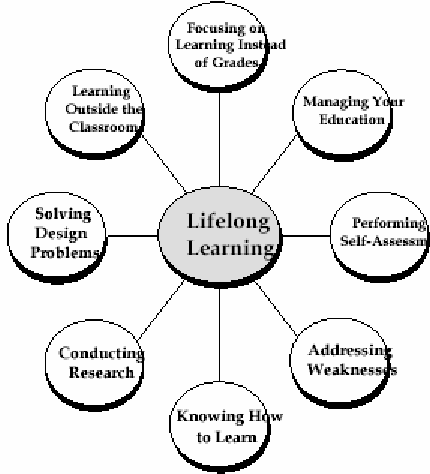 Focusing on
Learning Instead
of Grades
Learning
Outside the
Classroom
Managing Your
Education
Solving
Design
Problems
Lifelong
Learning
Performing
Self-Assessm
Conducting
Research
Addressing
Weaknesses
Knowing How
to Learn